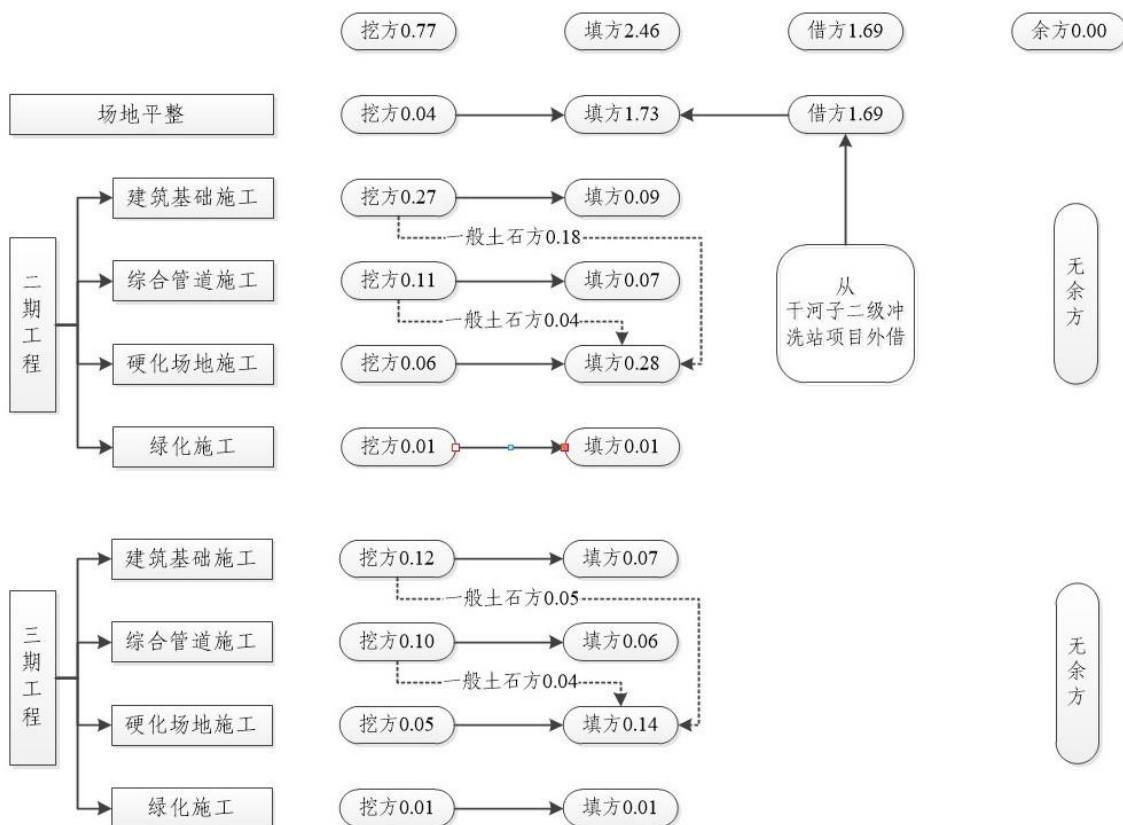 挖方0.77
填方2.46
借方1.69
余方0.00
场地平整
挖方0.04
填方1.73
借方1.69
二期工程
建筑基础施工
挖方0.27
填方0.09
一般土石方0.18
综合管道施工
挖方0.11
填方0.07
一般土石方0.04
硬化场地施工
挖方0.06
填方0.28
绿化施工
挖方0.01
填方0.01
从
干河子二级冲
洗站项目外借
无余方
三期工程
建筑基础施工
挖方0.12
填方0.07
一般土石方0.05
综合管道施工
挖方0.10
填方0.06
一般土石方0.04
硬化场地施工
挖方0.05
填方0.14
绿化施工
挖方0.01
填方0.01
无余方